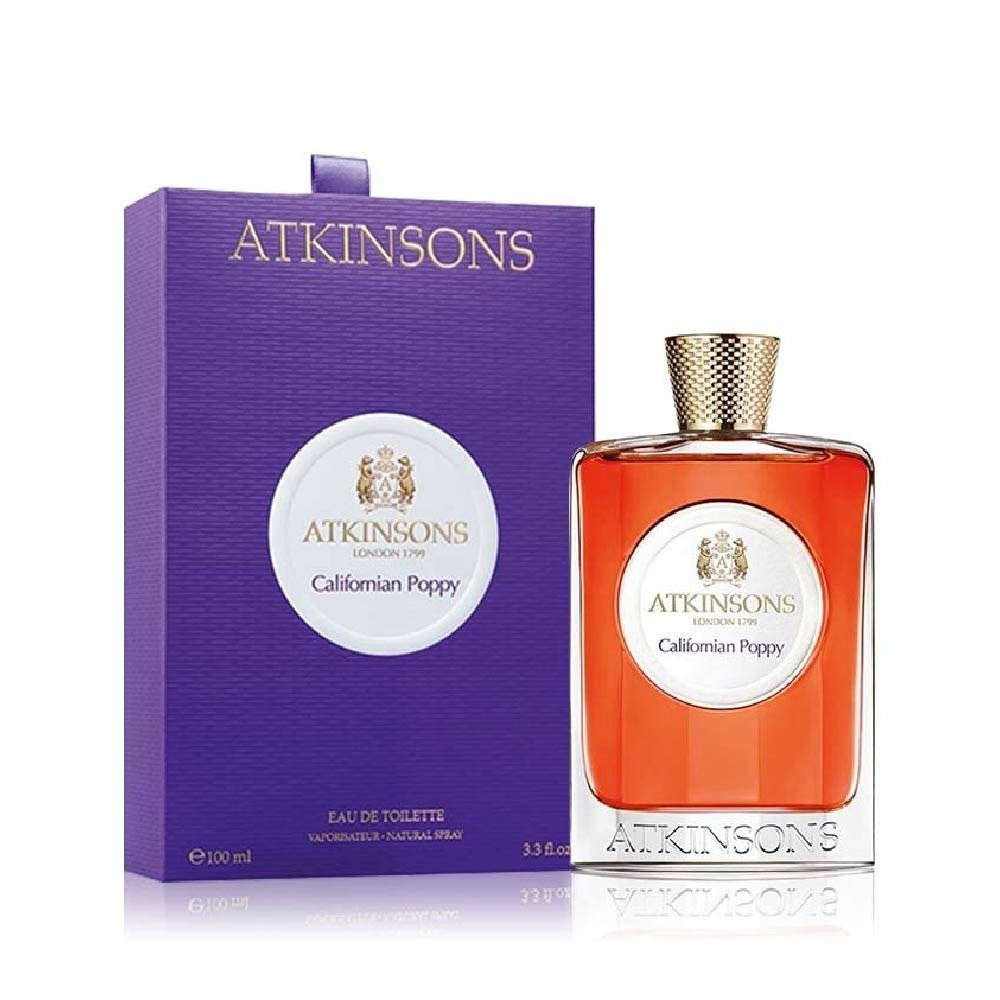 ATKINSONS
A
ATKINSONS
LONDON 1799
Californian Poppy
EAU DE TOILETTE
VAPORISATEUR - NATURAL SPRAY
℮100 ml
3.3 fl.oz
A
ATKINSONS
LONDON 1799
Californian Poppy
ATKINSONS